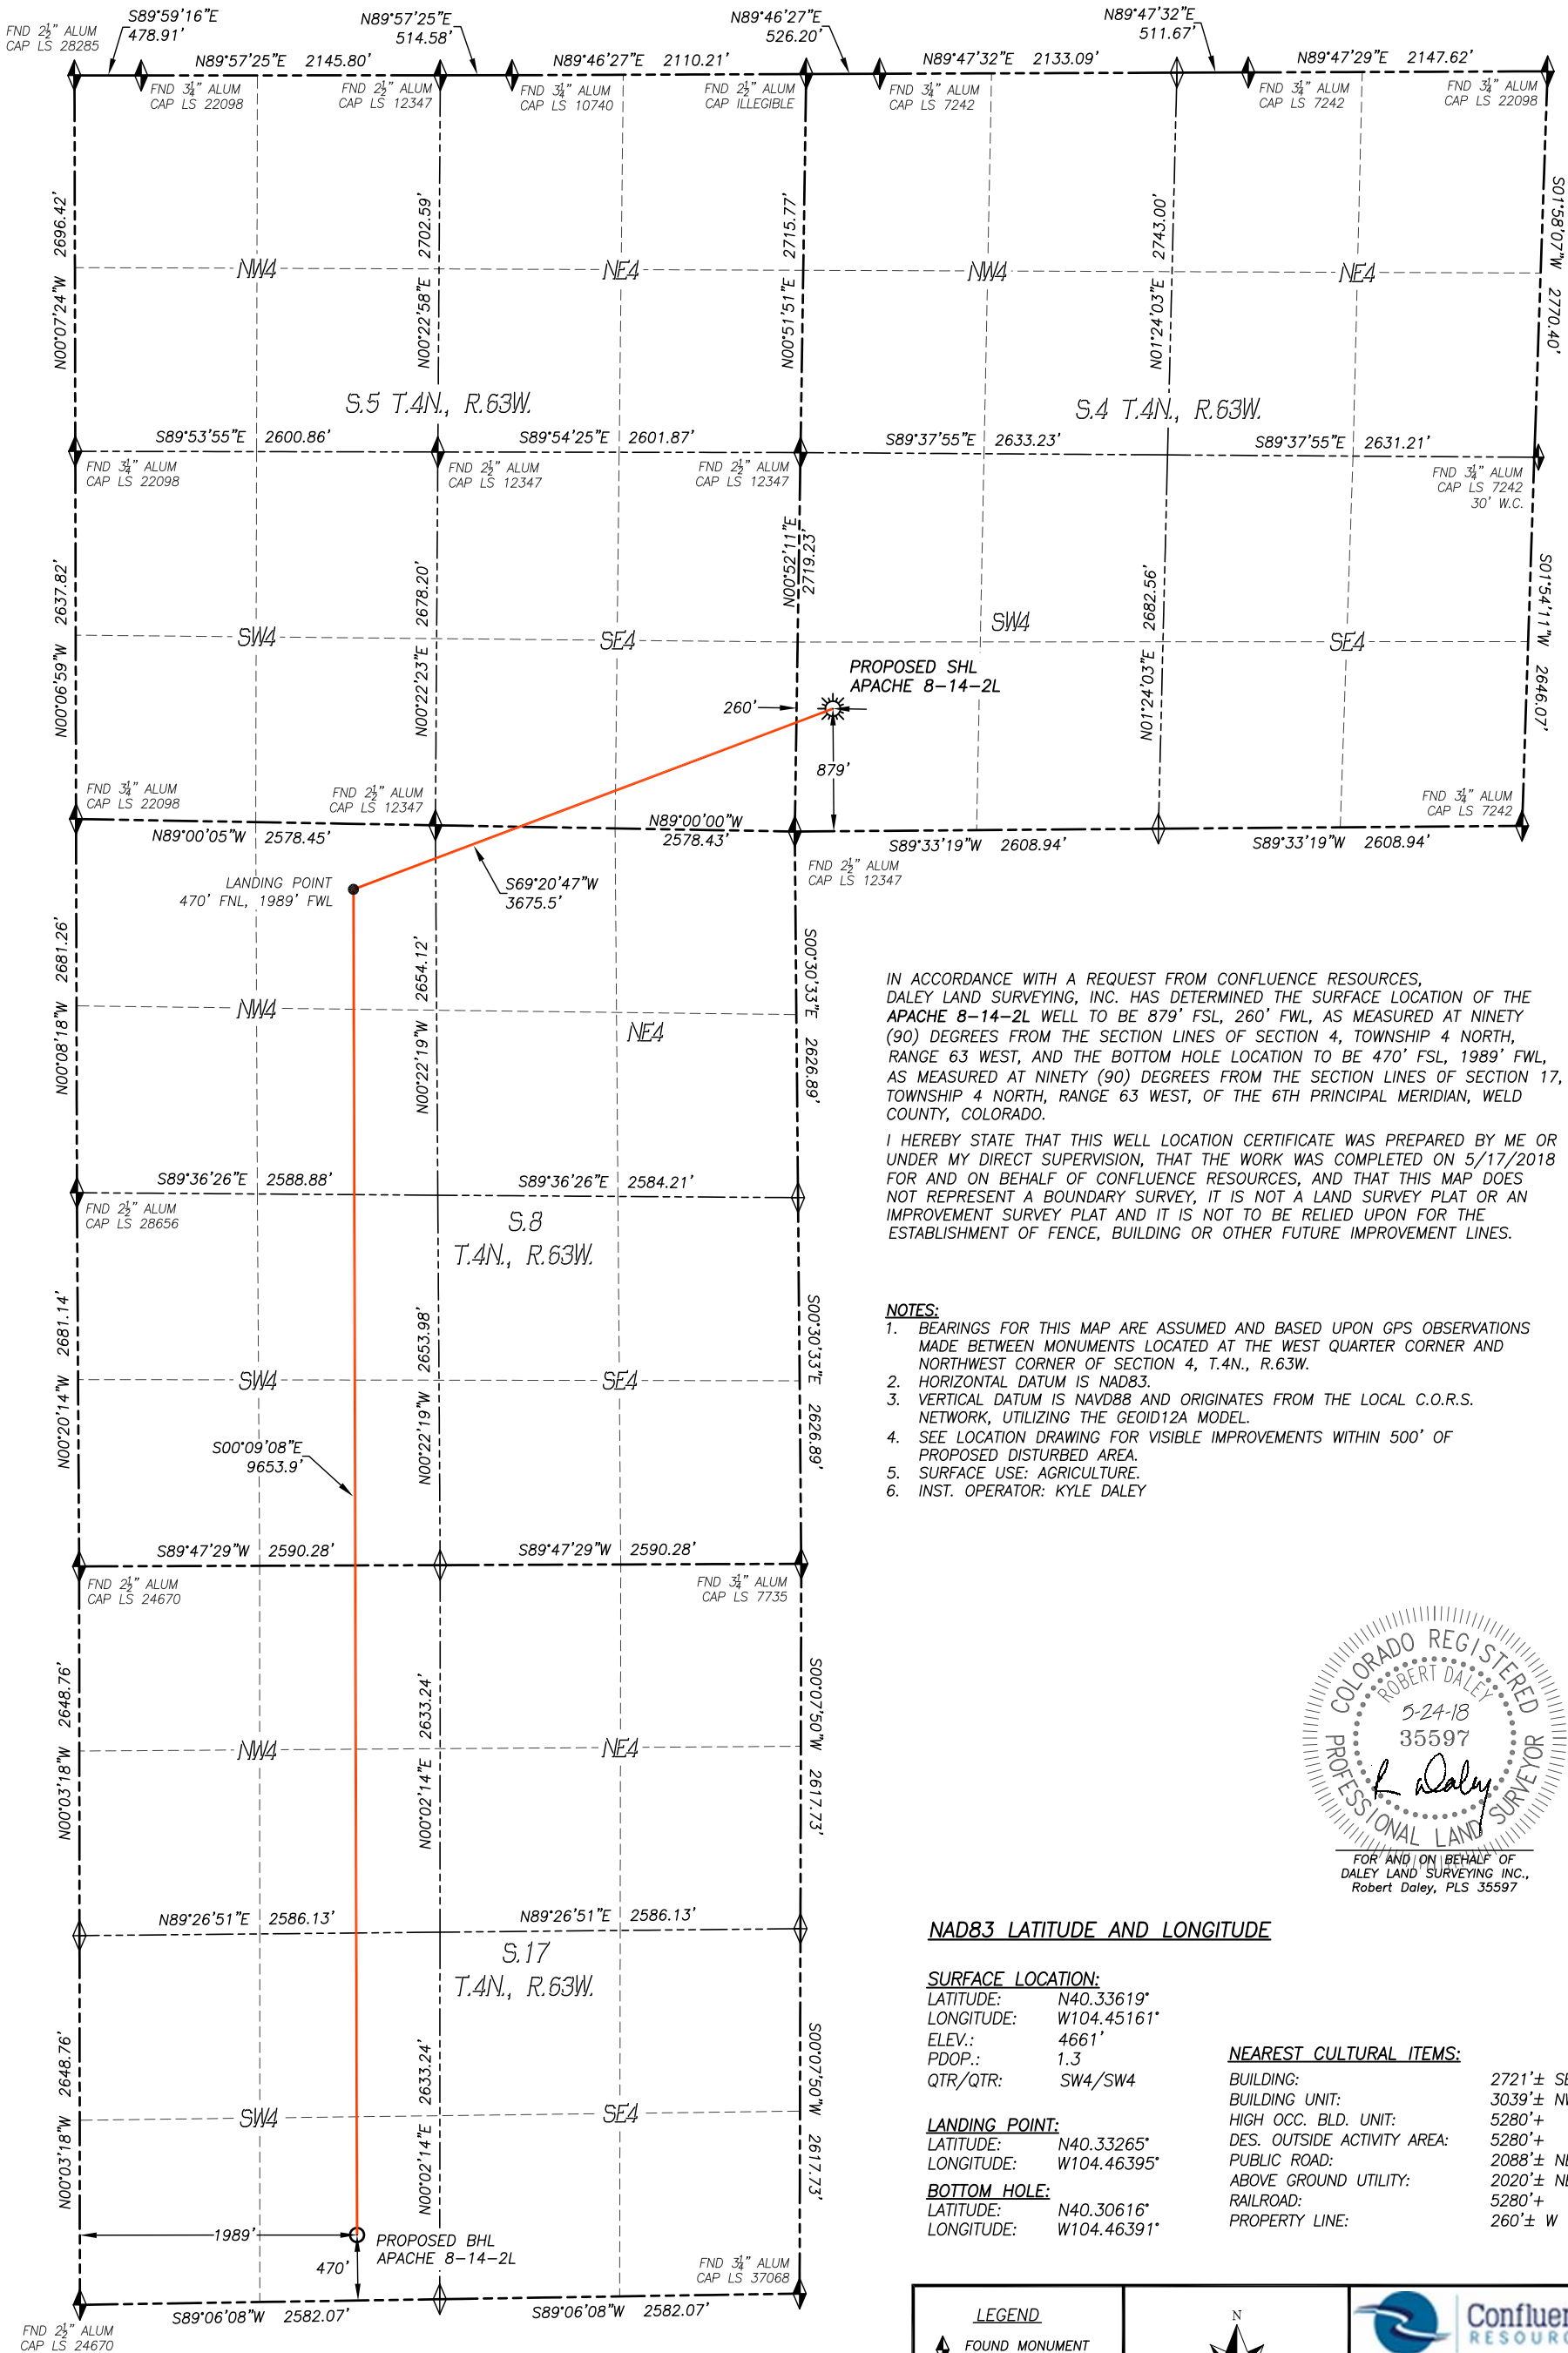 S89°59'16"E
478.91'
N89°57'25"E
514.58'
N89°46'27"E
526.20'
N89°47'32"E
511.67'
FND 2½" ALUM
CAP LS 28285
N89°57'25"E 2145.80'
N89°46'27"E 2110.21'
N89°47'32"E 2133.09'
N89°47'29"E 2147.62'
FND 3¼" ALUM
CAP LS 22098
FND 2½" ALUM
CAP LS 12347
FND 3¼" ALUM
CAP LS 10740
FND 2½" ALUM
CAP ILLEGIBLE
FND 3¼" ALUM
CAP LS 7242
FND 3¼" ALUM
CAP LS 7242
FND 3¼" ALUM
CAP LS 22098
N00°07'24"W 2696.42'
N00°22'58"E 2702.59'
N00°51'51"E 2715.77'
N01°24'03"E 2743.00'
S01°58'07"W 2770.40'
NW4
NE4
NW4
NE4
S.5 T.4N., R.63W.
S.4 T.4N., R.63W.
S89°53'55"E 2600.86'
S89°54'25"E 2601.87'
S89°37'55"E 2633.23'
S89°37'55"E 2631.21'
FND 3¼" ALUM
CAP LS 22098
FND 2½" ALUM
CAP LS 12347
FND 2½" ALUM
CAP LS 12347
FND 3¼" ALUM
CAP LS 7242
30' W.C.
N00°06'59"W 2637.82'
N00°22'23"E 2678.20'
N00°52'11"E
2719.23'
N01°24'03"E 2682.56'
S01°54'11"W 2646.07'
SW4
SE4
SW4
SE4
PROPOSED SHL
APACHE 8-14-2L
260'
879'
FND 3¼" ALUM
CAP LS 22098
FND 2½" ALUM
CAP LS 12347
FND 3¼" ALUM
CAP LS 7242
N89°00'05"W 2578.45'
N89°00'00"W
2578.43'
S89°33'19"W 2608.94'
S89°33'19"W 2608.94'
FND 2½" ALUM
CAP LS 12347
LANDING POINT
470' FNL, 1989' FWL
S69°20'47"W
3675.5'
N00°08'18"W 2681.26'
N00°22'19"W 2654.12'
S00°30'33"E 2626.89'
NW4
NE4
IN ACCORDANCE WITH A REQUEST FROM CONFLUENCE RESOURCES,
DALEY LAND SURVEYING, INC. HAS DETERMINED THE SURFACE LOCATION OF THE
APACHE 8-14-2L WELL TO BE 879' FSL, 260' FWL, AS MEASURED AT NINETY
(90) DEGREES FROM THE SECTION LINES OF SECTION 4, TOWNSHIP 4 NORTH,
RANGE 63 WEST, AND THE BOTTOM HOLE LOCATION TO BE 470' FSL, 1989' FWL,
AS MEASURED AT NINETY (90) DEGREES FROM THE SECTION LINES OF SECTION 17,
TOWNSHIP 4 NORTH, RANGE 63 WEST, OF THE 6TH PRINCIPAL MERIDIAN, WELD
COUNTY, COLORADO.
I HEREBY STATE THAT THIS WELL LOCATION CERTIFICATE WAS PREPARED BY ME OR
UNDER MY DIRECT SUPERVISION, THAT THE WORK WAS COMPLETED ON 5/17/2018
FOR AND ON BEHALF OF CONFLUENCE RESOURCES, AND THAT THIS MAP DOES
NOT REPRESENT A BOUNDARY SURVEY, IT IS NOT A LAND SURVEY PLAT OR AN
IMPROVEMENT SURVEY PLAT AND IT IS NOT TO BE RELIED UPON FOR THE
ESTABLISHMENT OF FENCE, BUILDING OR OTHER FUTURE IMPROVEMENT LINES.
S89°36'26"E 2588.88'
S89°36'26"E 2584.21'
FND 2½" ALUM
CAP LS 28656
S.8
T.4N., R.63W.
NOTES:
1. BEARINGS FOR THIS MAP ARE ASSUMED AND BASED UPON GPS OBSERVATIONS
MADE BETWEEN MONUMENTS LOCATED AT THE WEST QUARTER CORNER AND
NORTHWEST CORNER OF SECTION 4, T.4N., R.63W.
2. HORIZONTAL DATUM IS NAD83.
3. VERTICAL DATUM IS NAVD88 AND ORIGINATES FROM THE LOCAL C.O.R.S.
NETWORK, UTILIZING THE GEOID12A MODEL.
4. SEE LOCATION DRAWING FOR VISIBLE IMPROVEMENTS WITHIN 500' OF
PROPOSED DISTURBED AREA.
5. SURFACE USE: AGRICULTURE.
6. INST. OPERATOR: KYLE DALEY
N00°20'14"W 2681.14'
N00°22'19"W 2653.98'
S00°30'33"E 2626.89'
SW4
SE4
S00°09'08"E
9653.9'
S89°47'29"W 2590.28'
S89°47'29"W 2590.28'
FND 2½" ALUM
CAP LS 24670
FND 3¼" ALUM
CAP LS 7735
N00°03'18"W 2648.76'
N00°02'14"E 2633.24'
S00°07'50"W 2617.73'
NW4
NE4
COLORADO REGISTERED
ROBERT DALEY
5-24-18
35597
R Daley
PROFESSIONAL LAND SURVEYOR
FOR AND ON BEHALF OF
DALEY LAND SURVEYING INC.,
Robert Daley, PLS 35597
N89°26'51"E 2586.13'
N89°26'51"E 2586.13'
S.17
T.4N., R.63W.
N00°03'18"W 2648.76'
N00°02'14"E 2633.24'
S00°07'50"W 2617.73'
SW4
SE4
1989'
470'
PROPOSED BHL
APACHE 8-14-2L
FND 3¼" ALUM
CAP LS 37068
S89°06'08"W 2582.07'
S89°06'08"W 2582.07'
FND 2½" ALUM
CAP LS 24670
NAD83 LATITUDE AND LONGITUDE
SURFACE LOCATION:
LATITUDE: N40.33619°
LONGITUDE: W104.45161°
ELEV.: 4661'
PDOP.: 1.3
QTR/QTR: SW4/SW4
LANDING POINT:
LATITUDE: N40.33265°
LONGITUDE: W104.46395°
BOTTOM HOLE:
LATITUDE: N40.30616°
LONGITUDE: W104.46391°
NEAREST CULTURAL ITEMS:
BUILDING: 2721'± SE
BUILDING UNIT: 3039'± NW
HIGH OCC. BLD. UNIT: 5280'+
DES. OUTSIDE ACTIVITY AREA: 5280'+
PUBLIC ROAD: 2088'± NE
ABOVE GROUND UTILITY: 2020'± NE
RAILROAD: 5280'+
PROPERTY LINE: 260'± W
LEGEND
FOUND MONUMENT
N
Confluen
RESOUR